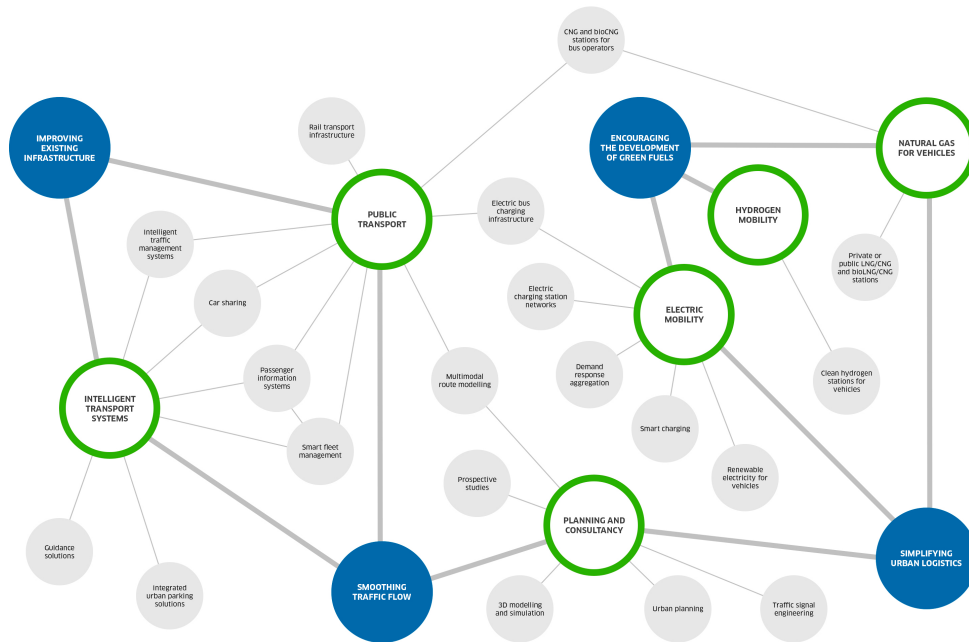 CNG and bioCNG
stations for
bus operators
IMPROVING
EXISTING
INFRASTRUCTURE
Rail transport
infrastructure
ENCOURAGING
THE DEVELOPMENT
OF GREEN FUELS
NATURAL GAS
FOR VEHICLES
PUBLIC
TRANSPORT
Electric bus
charging
infrastructure
HYDROGEN
MOBILITY
Intelligent
traffic
management
systems
Private or
public LNG/CNG
and bioLNG/CNG
stations
Car sharing
Electric
charging station
networks
ELECTRIC
MOBILITY
Passenger
information
systems
Multimodal
route modelling
Demand
response
aggregation
Clean hydrogen
stations for
vehicles
INTELLIGENT
TRANSPORT
SYSTEMS
Smart fleet
management
Smart charging
Prospective
studies
Renewable
electricity for
vehicles
PLANNING AND
CONSULTANCY
Guidance
solutions
Integrated
urban parking
solutions
SMOOTHING
TRAFFIC FLOW
SIMPLIFYING
URBAN LOGISTICS
3D modelling
and simulation
Urban planning
Traffic signal
engineering